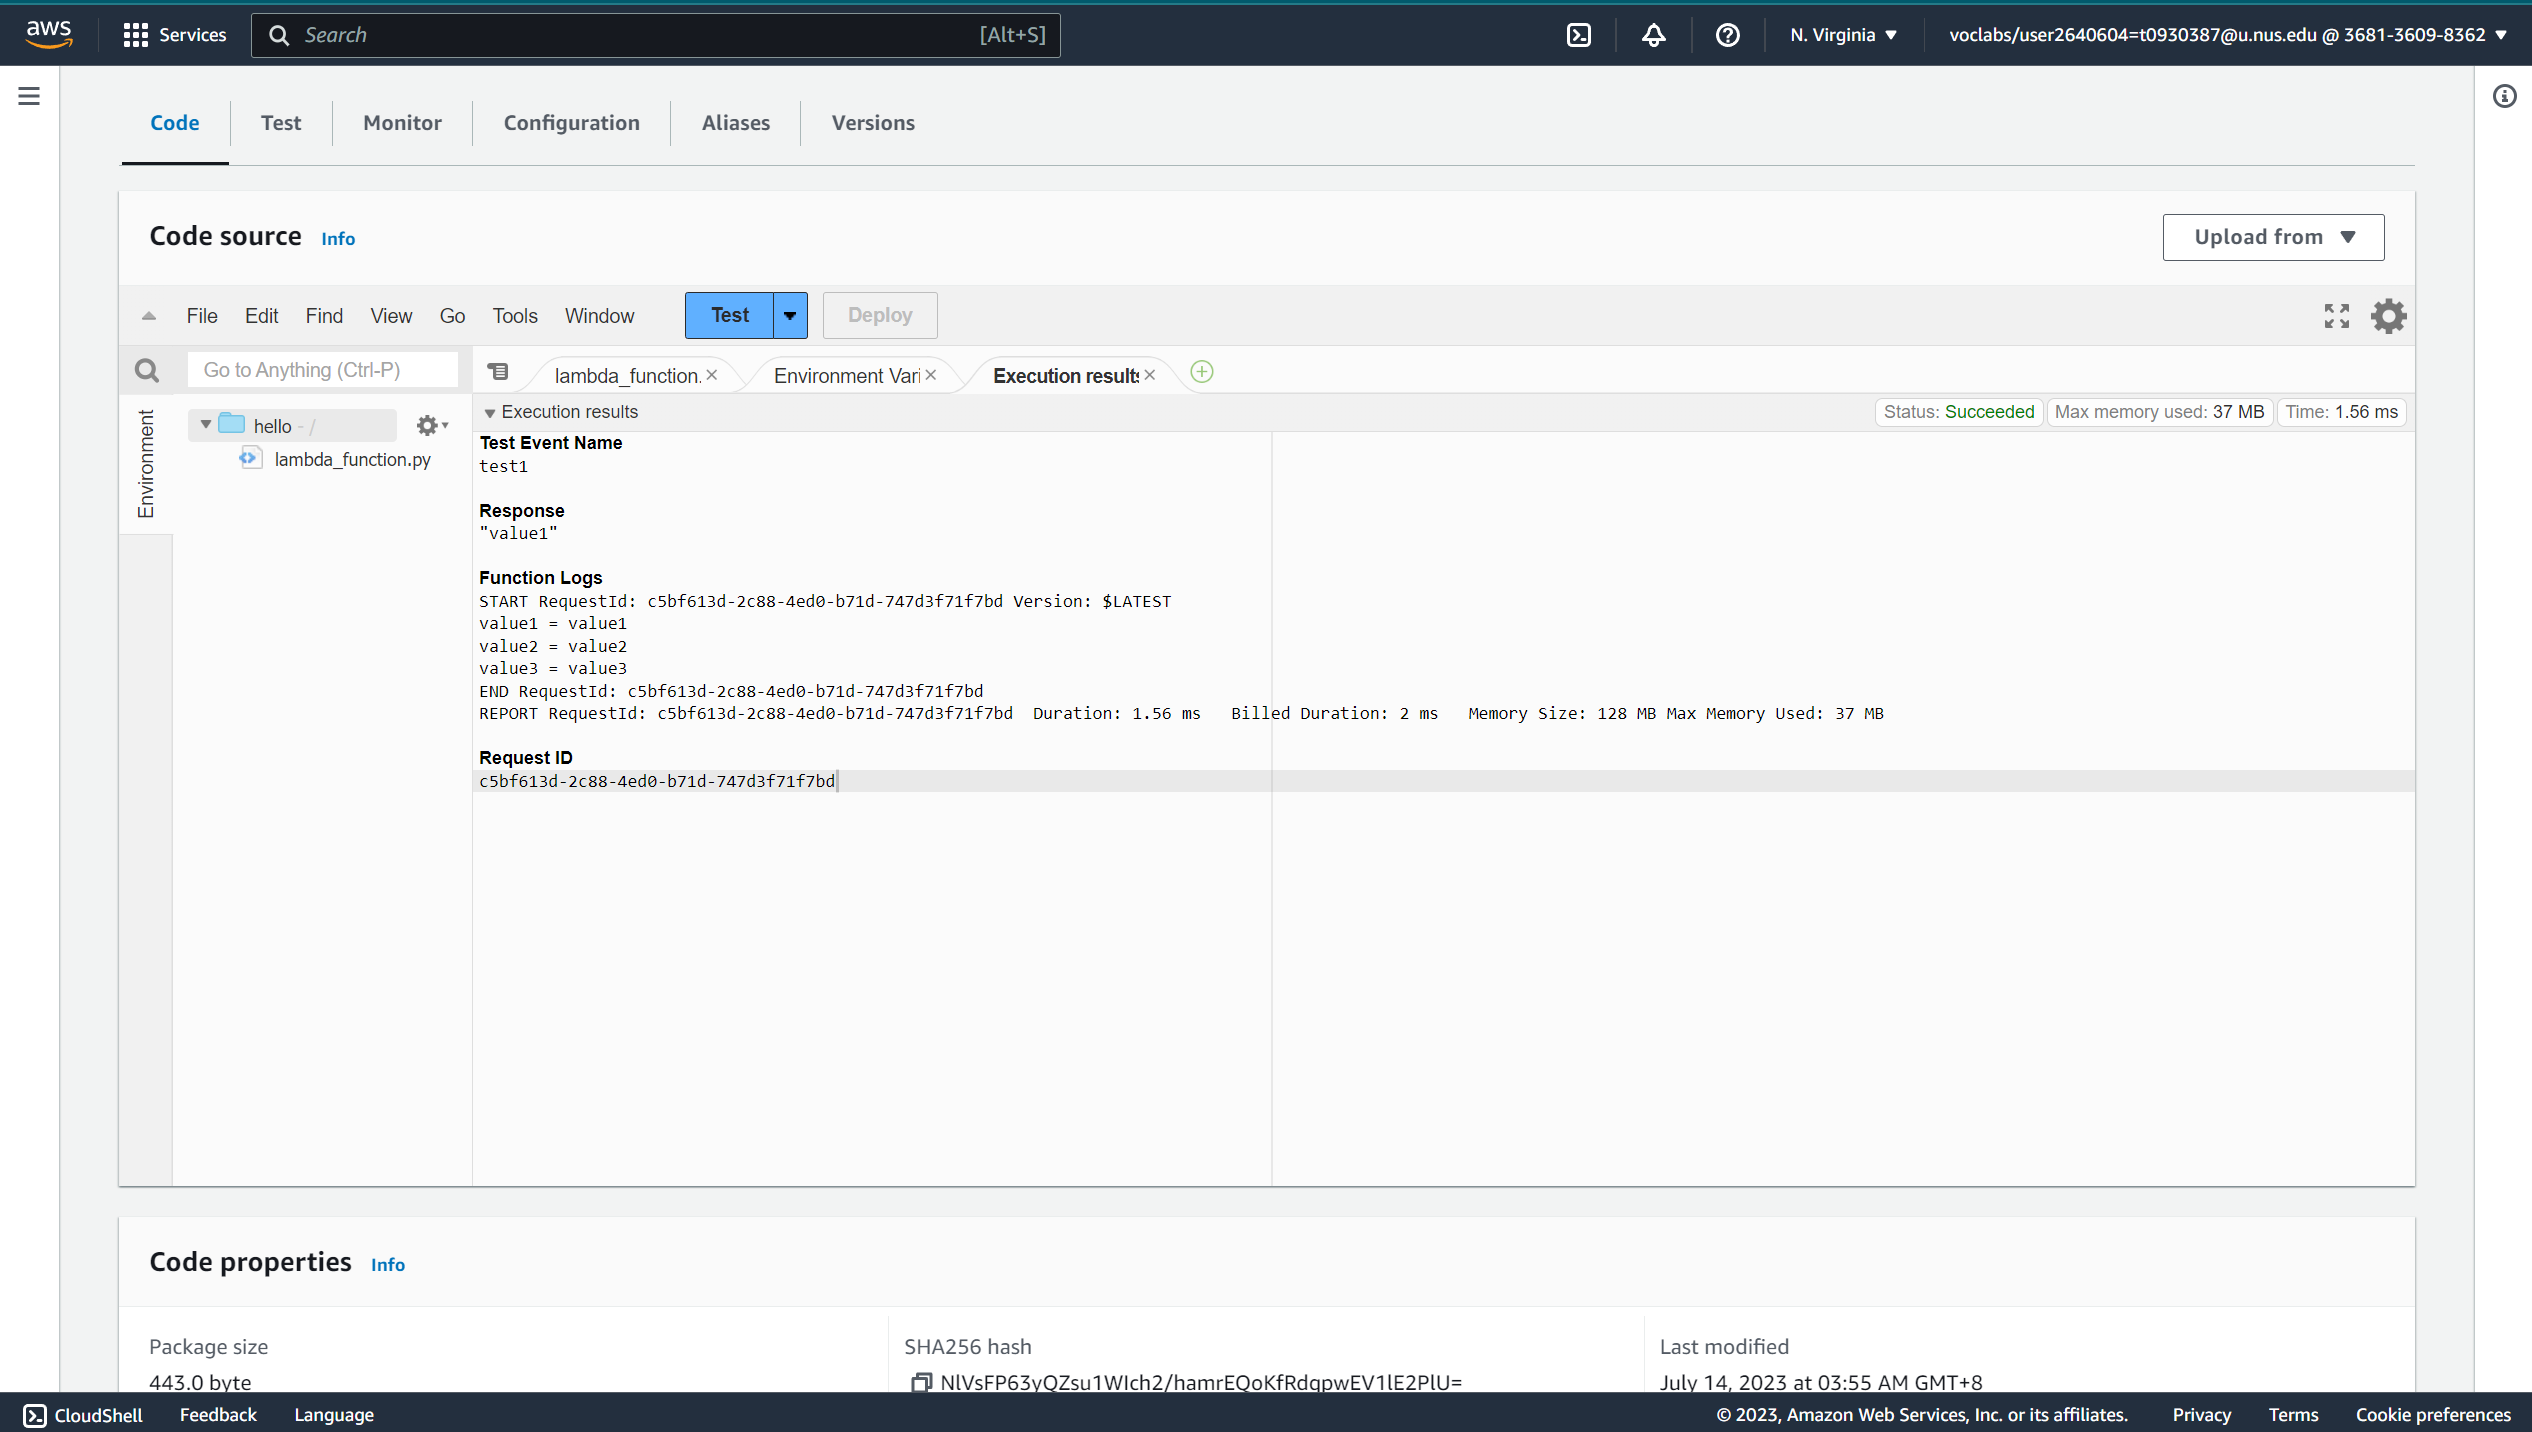 aws Services Search [Alt+S] N. Virginia voclabs/user2640604=t0930387@u.nus.edu @ 3681-3609-8362
Code Test Monitor Configuration Aliases Versions
Code source Info Upload from
File Edit Find View Go Tools Window Test Deploy
Go to Anything (Ctrl-P) lambda_function. Environment Vari Execution results
Environment
hello - /
lambda_function.py
Execution results Status: Succeeded Max memory used: 37 MB Time: 1.56 ms
Test Event Name
test1
Response
"value1"
Function Logs
START RequestId: c5bf613d-2c88-4ed0-b71d-747d3f71f7bd Version: $LATEST
value1 = value1
value2 = value2
value3 = value3
END RequestId: c5bf613d-2c88-4ed0-b71d-747d3f71f7bd
REPORT RequestId: c5bf613d-2c88-4ed0-b71d-747d3f71f7bd Duration: 1.56 ms Billed Duration: 2 ms Memory Size: 128 MB Max Memory Used: 37 MB
Request ID
c5bf613d-2c88-4ed0-b71d-747d3f71f7bd
Code properties Info
Package size SHA256 hash Last modified
443.0 byte NlVsFP63yQZsu1WIch2/hamrEQoKfRdqpwEV1lE2PlU= July 14, 2023 at 03:55 AM GMT+8
CloudShell Feedback Language © 2023, Amazon Web Services, Inc. or its affiliates. Privacy Terms Cookie preferences